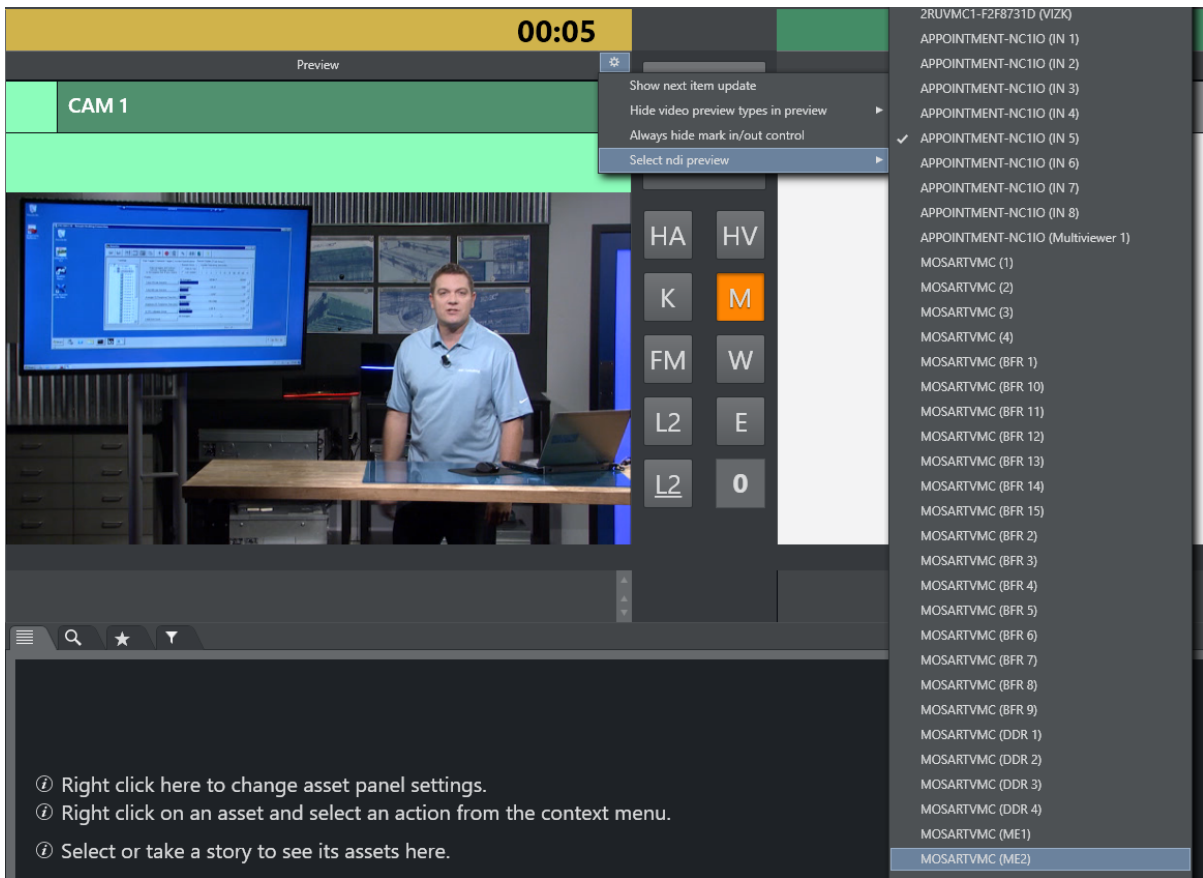 00:05
Preview
CAM 1
Show next item update
Hide video preview types in preview
Always hide mark in/out control
Select ndi preview
HA HV
K M
FM W
L2 E
L2 0
2RUVMC1-F2F8731D (VIZK)
APPOINTMENT-NC1IO (IN 1)
APPOINTMENT-NC1IO (IN 2)
APPOINTMENT-NC1IO (IN 3)
APPOINTMENT-NC1IO (IN 4)
APPOINTMENT-NC1IO (IN 5)
APPOINTMENT-NC1IO (IN 6)
APPOINTMENT-NC1IO (IN 7)
APPOINTMENT-NC1IO (IN 8)
APPOINTMENT-NC1IO (Multiviewer 1)
MOSARTVMC (1)
MOSARTVMC (2)
MOSARTVMC (3)
MOSARTVMC (4)
MOSARTVMC (BFR 1)
MOSARTVMC (BFR 10)
MOSARTVMC (BFR 11)
MOSARTVMC (BFR 12)
MOSARTVMC (BFR 13)
MOSARTVMC (BFR 14)
MOSARTVMC (BFR 15)
MOSARTVMC (BFR 2)
MOSARTVMC (BFR 3)
MOSARTVMC (BFR 4)
MOSARTVMC (BFR 5)
MOSARTVMC (BFR 6)
MOSARTVMC (BFR 7)
MOSARTVMC (BFR 8)
MOSARTVMC (BFR 9)
MOSARTVMC (DDR 1)
MOSARTVMC (DDR 2)
MOSARTVMC (DDR 3)
MOSARTVMC (DDR 4)
MOSARTVMC (ME1)
MOSARTVMC (ME2)
Right click here to change asset panel settings.
Right click on an asset and select an action from the context menu.
Select or take a story to see its assets here.